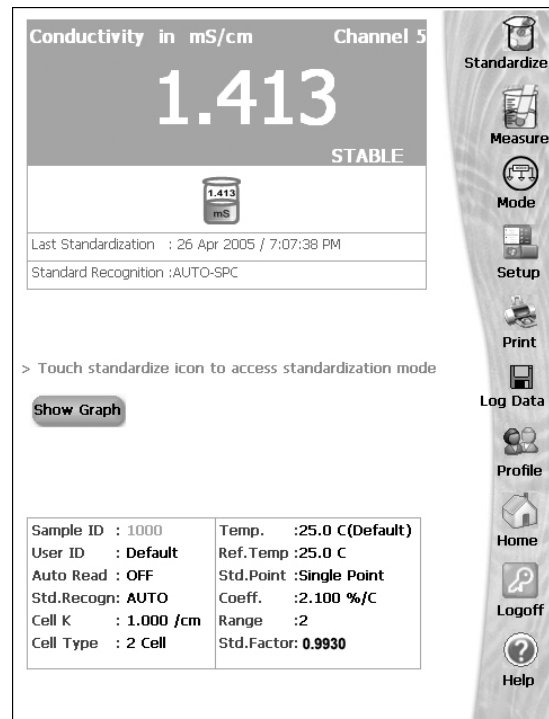 Conductivity in mS/cm Channel 5
1.413
STABLE
1.413
mS
Last Standardization : 26 Apr 2005 / 7:07:38 PM
Standard Recognition :AUTO-SPC
> Touch standardize icon to access standardization mode
Show Graph
Sample ID : 1000
User ID : Default
Auto Read : OFF
Std.Recogn: AUTO
Cell K : 1.000 /cm
Cell Type : 2 Cell
Temp. :25.0 C(Default)
Ref.Temp :25.0 C
Std.Point :Single Point
Coeff. :2.100 %/C
Range :2
Std.Factor: 0.9930
Standardize
Measure
Mode
Setup
Print
Log Data
Profile
Home
Logoff
Help